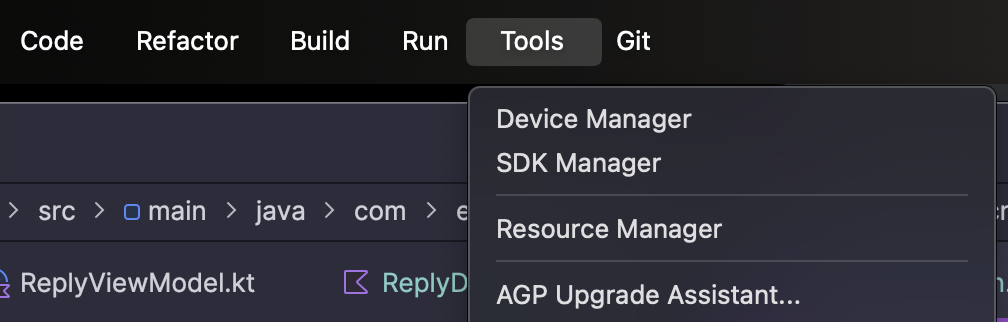 Code Refactor Build Run Tools Git
Device Manager
SDK Manager
src main java com
Resource Manager
ReplyViewModel.kt ReplyD
AGP Upgrade Assistant...